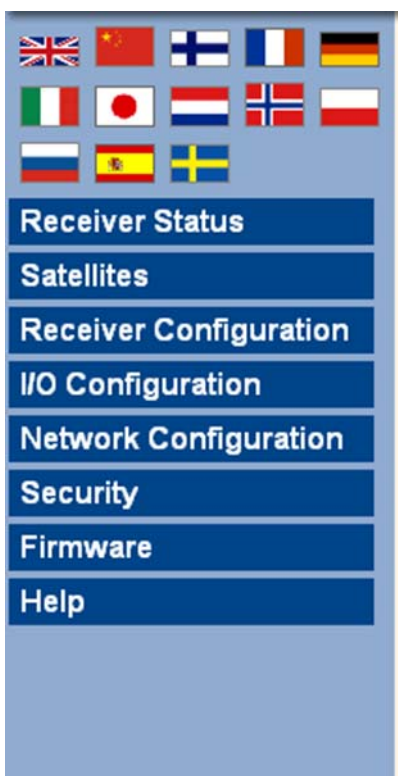 Receiver Status
Satellites
Receiver Configuration
I/O Configuration
Network Configuration
Security
Firmware
Help